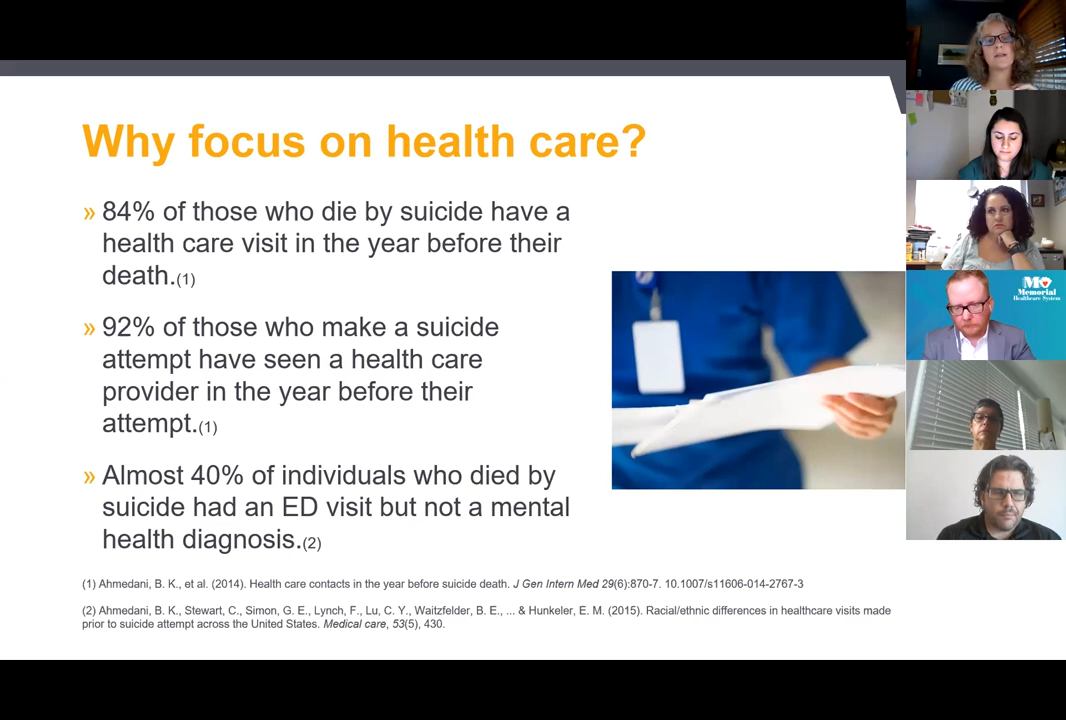 Why focus on health care?
» 84% of those who die by suicide have a
health care visit in the year before their
death.(1)
» 92% of those who make a suicide
attempt have seen a health care
provider in the year before their
attempt.(1)
» Almost 40% of individuals who died by
suicide had an ED visit but not a mental
health diagnosis.(2)
(1) Ahmedani, B. K., et al. (2014). Health care contacts in the year before suicide death. J Gen Intern Med 29(6):870-7. 10.1007/s11606-014-2767-3
(2) Ahmedani, B. K., Stewart, C., Simon, G. E., Lynch, F., Lu, C. Y., Waitzfelder, B. E., ... & Hunkeler, E. M. (2015). Racial/ethnic differences in healthcare visits made
prior to suicide attempt across the United States. Medical care, 53(5), 430.
Memorial
Healthcare System